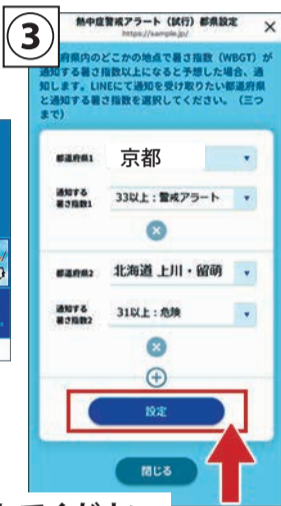 ③
熱中症警戒アラート（試行）都県設定
×
https://sample.jp/
府県内のどこかの地点で暑さ指数（WBGT）が
通知する暑さ指数以上になると予想した場合、通
知します。LINEにて通知を受け取りたい都道府県
と通知する暑さ指数を選択してください。（三つ
まで）
都道府県1
京都
通知する
暑さ指数1
33以上：警戒アラート
都道府県2
北海道 上川・留萌
通知する
暑さ指数2
31以上：危険
設定
閉じる